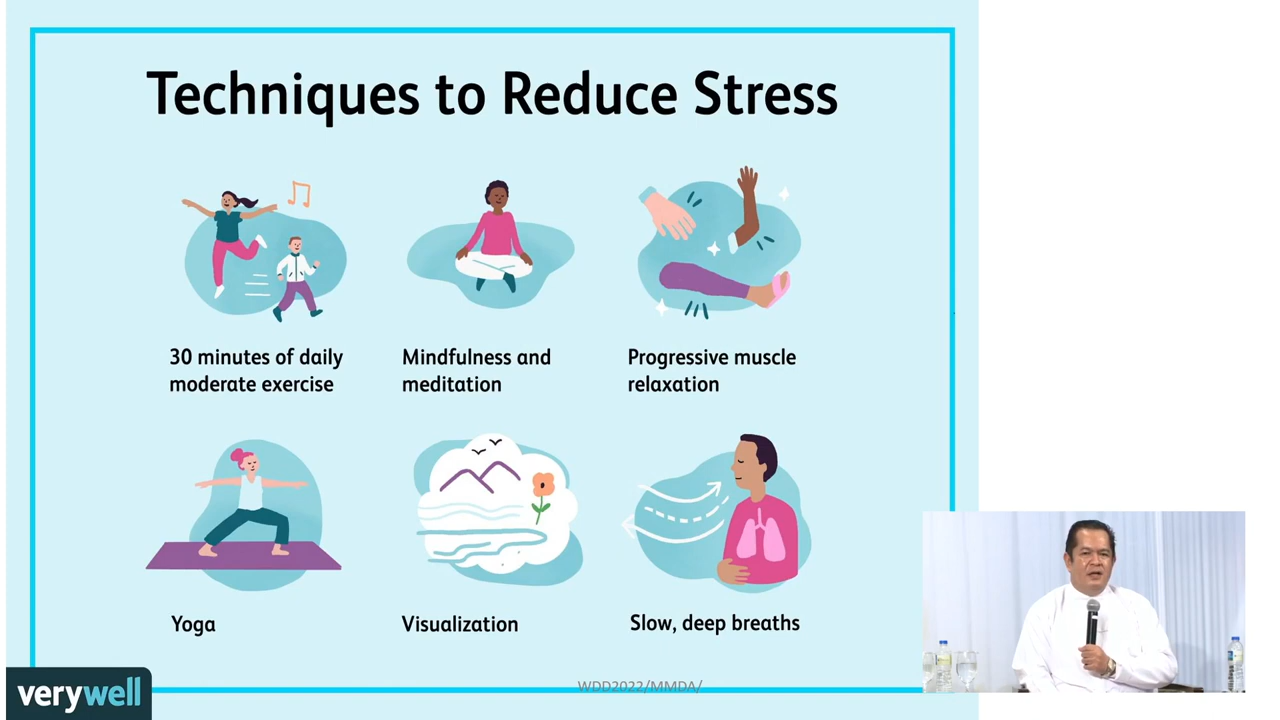 Techniques to Reduce Stress
30 minutes of daily
moderate exercise
Mindfulness and
meditation
Progressive muscle
relaxation
Yoga
Visualization
Slow, deep breaths
verywell
WDD2022/MMDA/